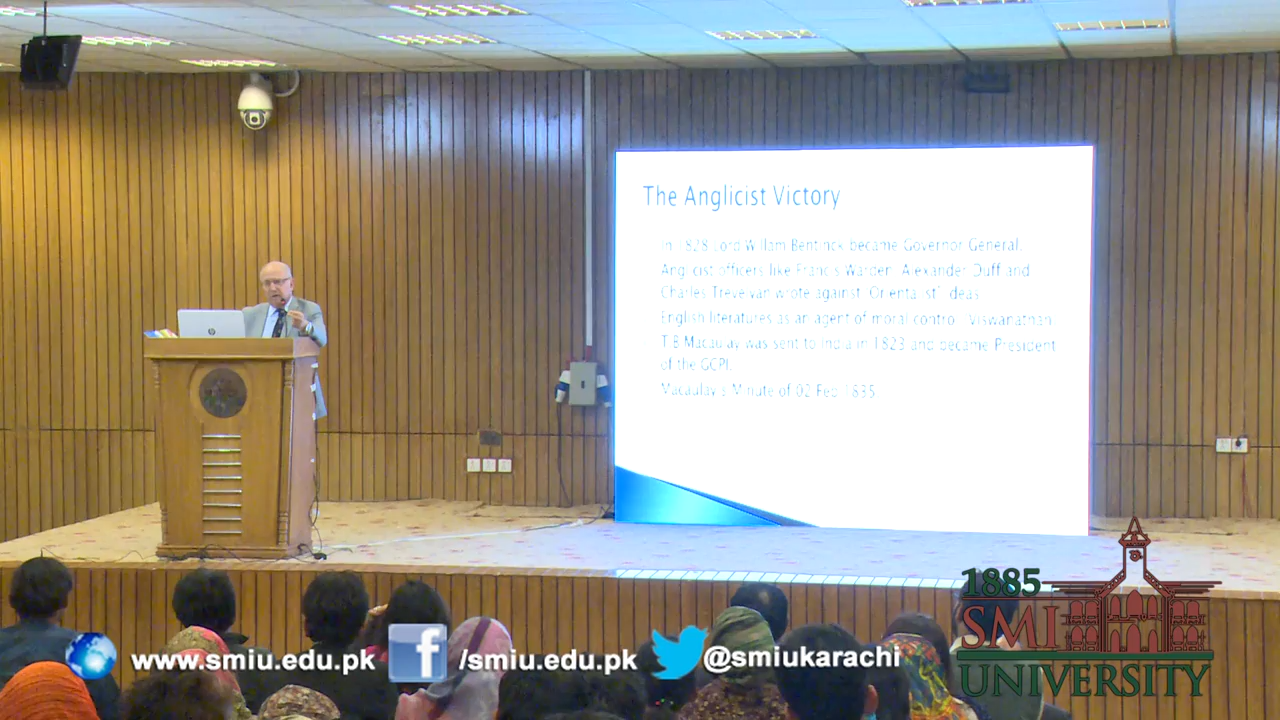 The Anglicist Victory
In 1828 Lord Willam Bentinck became Governor General.
Anglicist officers like Francis Warden, Alexander Duff and
Charles Trevelyan wrote against 'Orientalist' ideas
English literatures as an agent of moral control Viswanathan
T B Macaulay was sent to India in 1823 and became President
of the GCPI.
Macaulay's Minute of 02 Feb 1835
hp
1885
SMI
UNIVERSITY
www.smiu.edu.pk
f /smiu.edu.pk
@smiukarachi